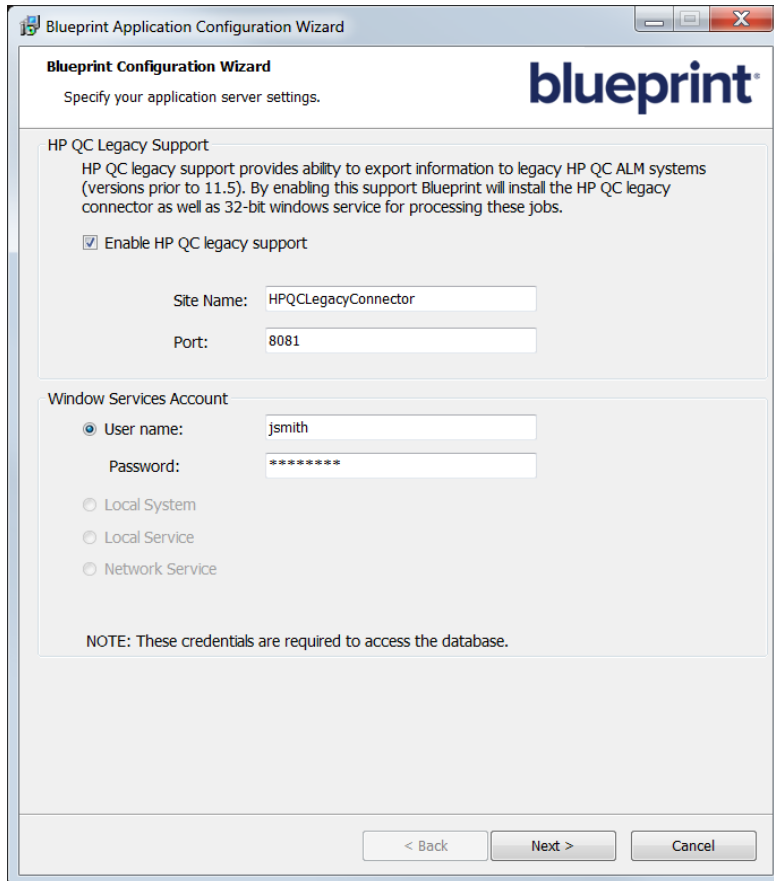 Blueprint Application Configuration Wizard
Blueprint Configuration Wizard
Specify your application server settings.
blueprint
HP QC Legacy Support
HP QC legacy support provides ability to export information to legacy HP QC ALM systems
(versions prior to 11.5). By enabling this support Blueprint will install the HP QC legacy
connector as well as 32-bit windows service for processing these jobs.
Enable HP QC legacy support
Site Name: HPQCLegacyConnector
Port: 8081
Window Services Account
User name: jsmith
Password: ********
Local System
Local Service
Network Service
NOTE: These credentials are required to access the database.
< Back Next > Cancel